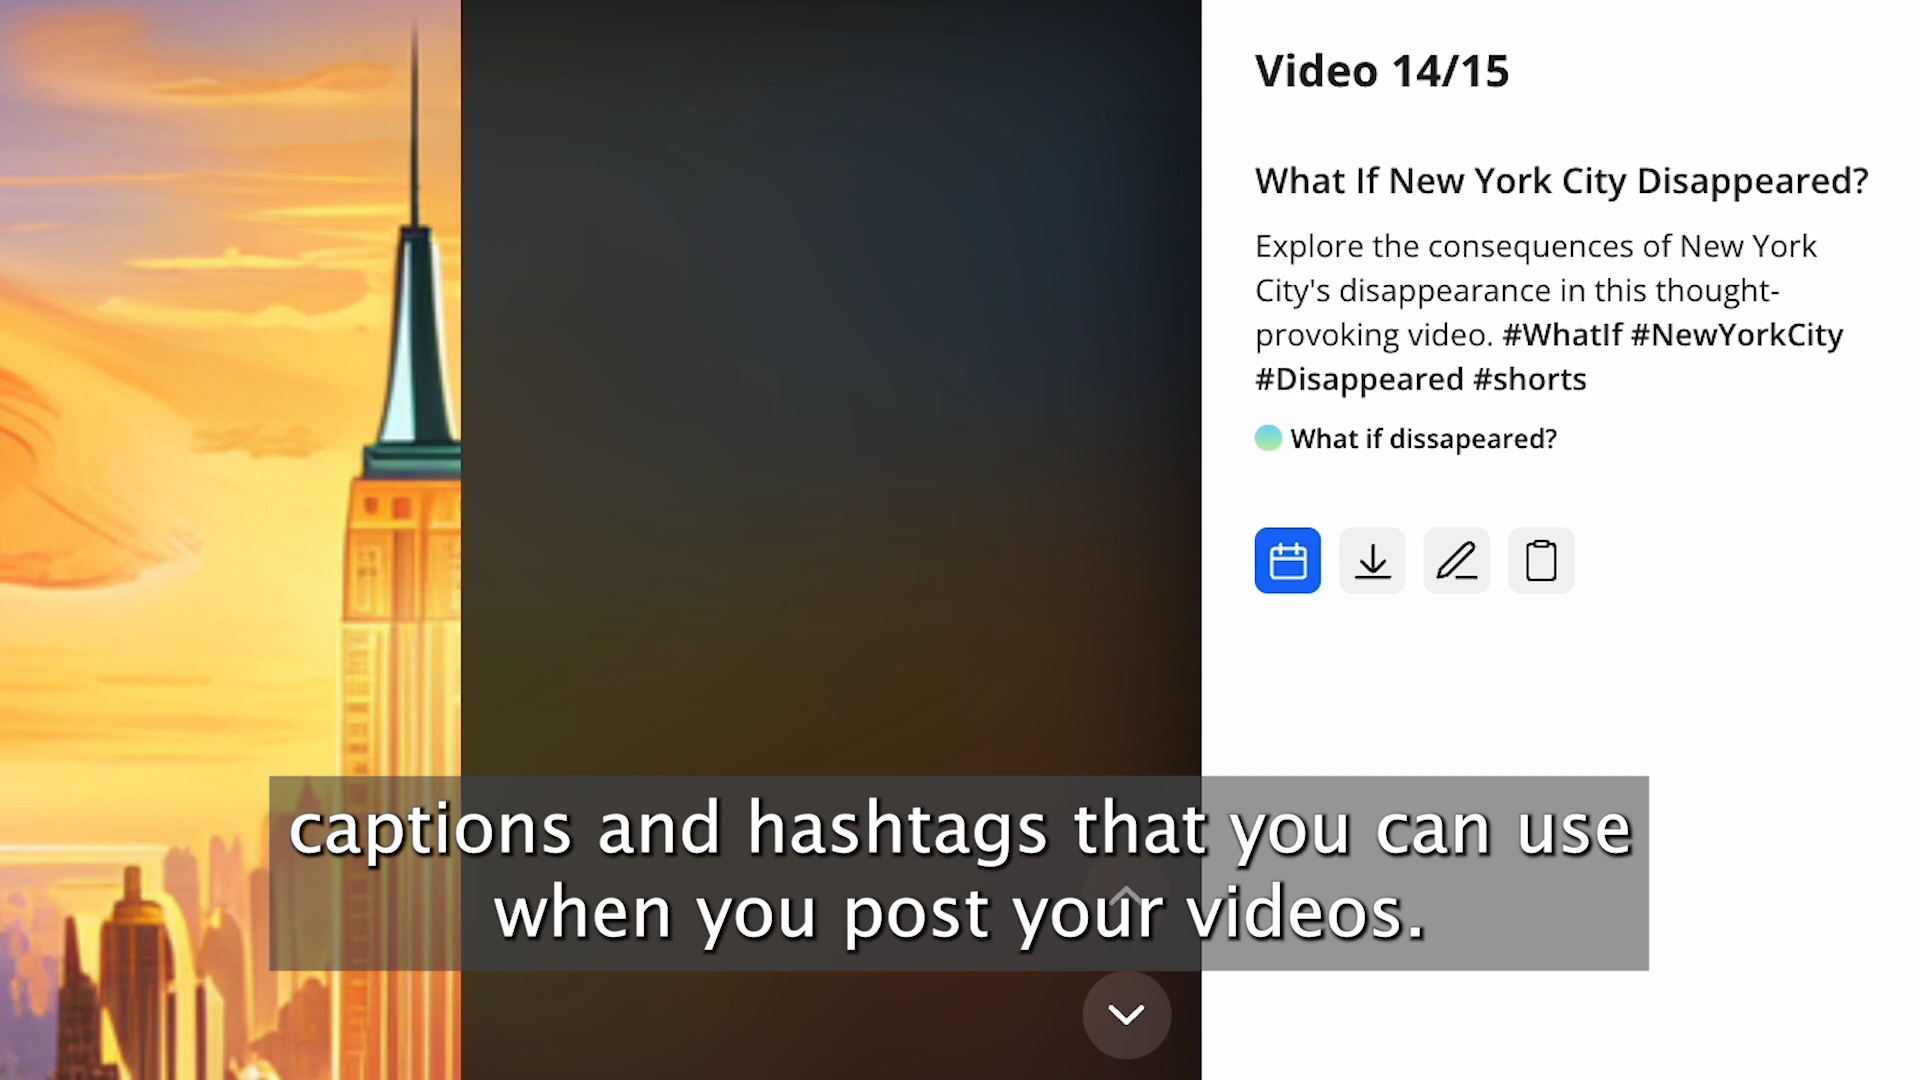 Video 14/15
What If New York City Disappeared?
Explore the consequences of New York
City's disappearance in this thought-
provoking video. #WhatIf #NewYorkCity
#Disappeared #shorts
What if dissapeared?
captions and hashtags that you can use
when you post your videos.